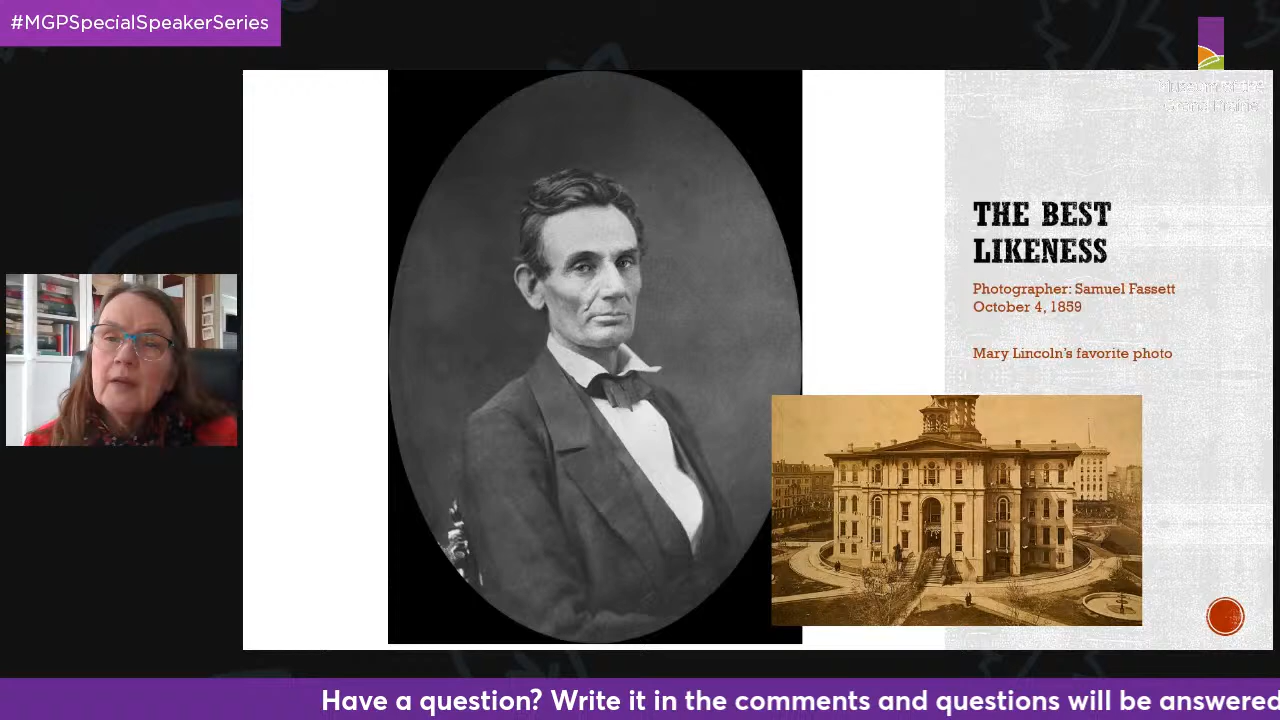 #MGPSpecialSpeakerSeries
THE BEST
LIKENESS
Photographer: Samuel Fassett
October 4, 1859
Mary Lincoln's favorite photo
Have a question? Write it in the comments and questions will be answered